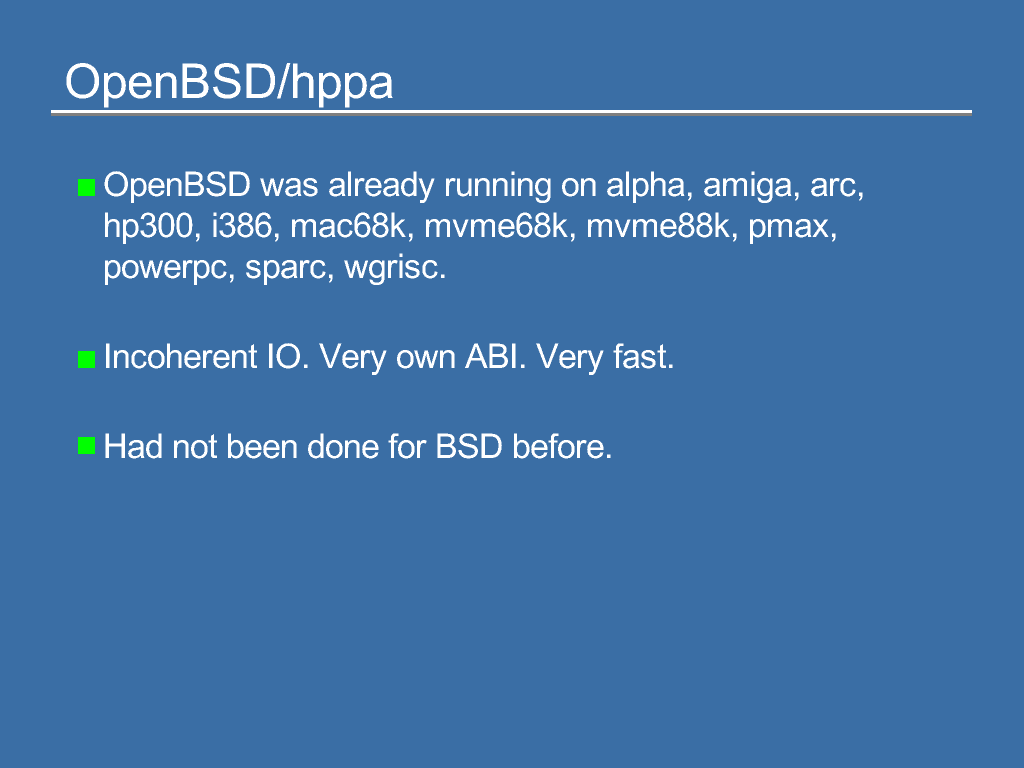 OpenBSD/hppa
OpenBSD was already running on alpha, amiga, arc,
hp300, i386, mac68k, mvme68k, mvme88k, pmax,
powerpc, sparc, wgrisc.
Incoherent IO. Very own ABI. Very fast.
Had not been done for BSD before.